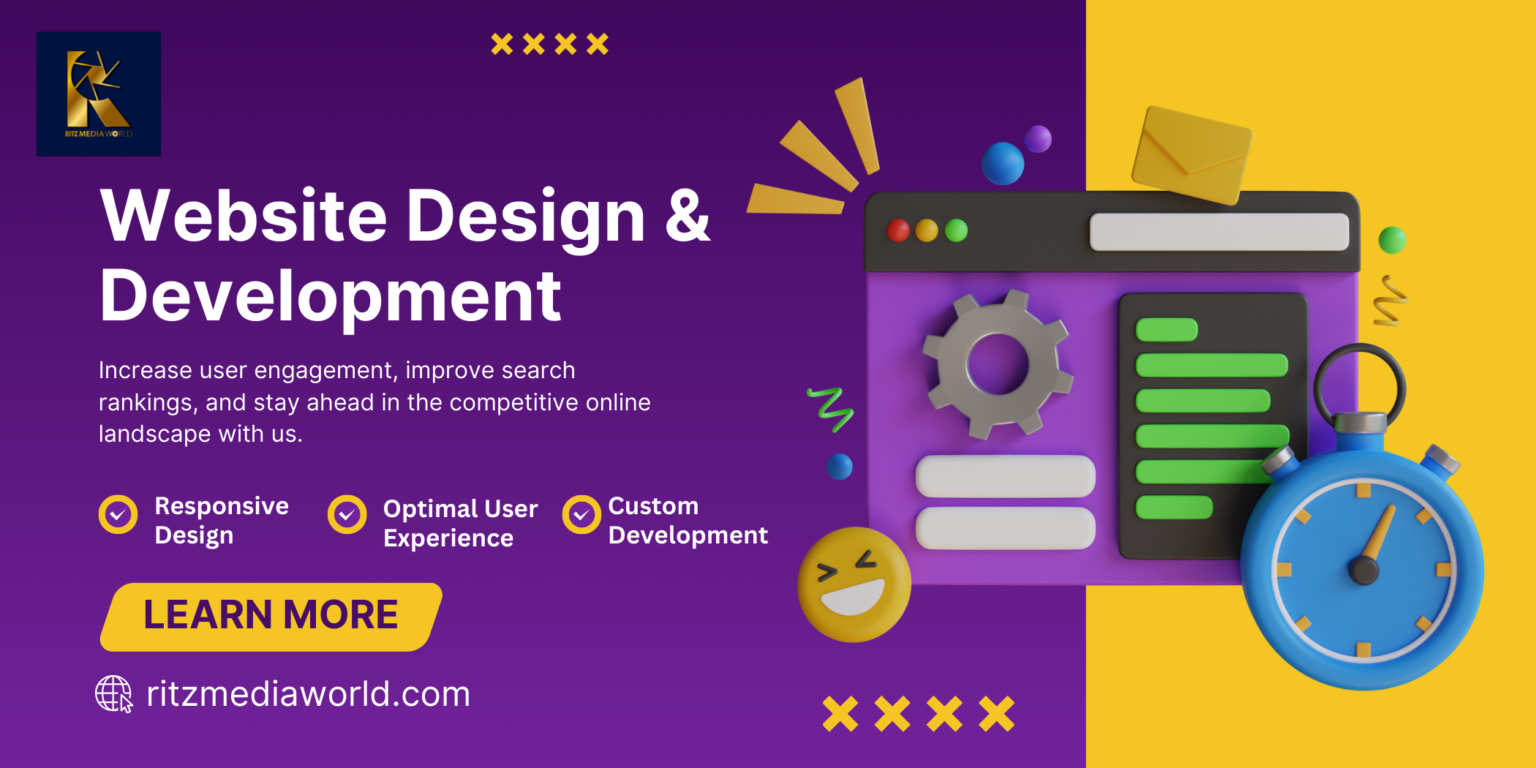 RITZ MEDIA WORLD
Website Design &
Development
Increase user engagement, improve search
rankings, and stay ahead in the competitive online
landscape with us.
Responsive
Design
Optimal User
Experience
Custom
Development
LEARN MORE
ritzmediaworld.com